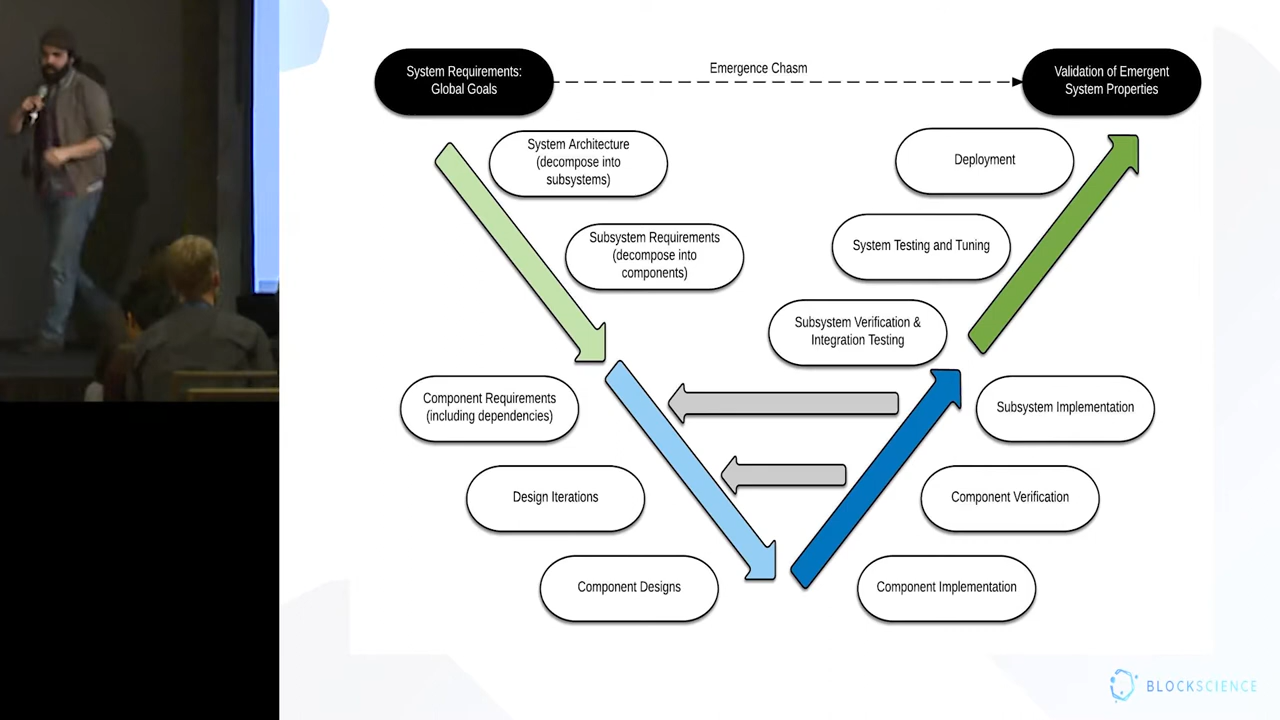 System Requirements:
Global Goals
Emergence Chasm
Validation of Emergent
System Properties
System Architecture
(decompose into
subsystems)
Deployment
Subsystem Requirements
(decompose into
components)
System Testing and Tuning
Subsystem Verification &
Integration Testing
Component Requirements
(including dependencies)
Subsystem Implementation
Design Iterations
Component Verification
Component Designs
Component Implementation
BLOCKSCIENCE